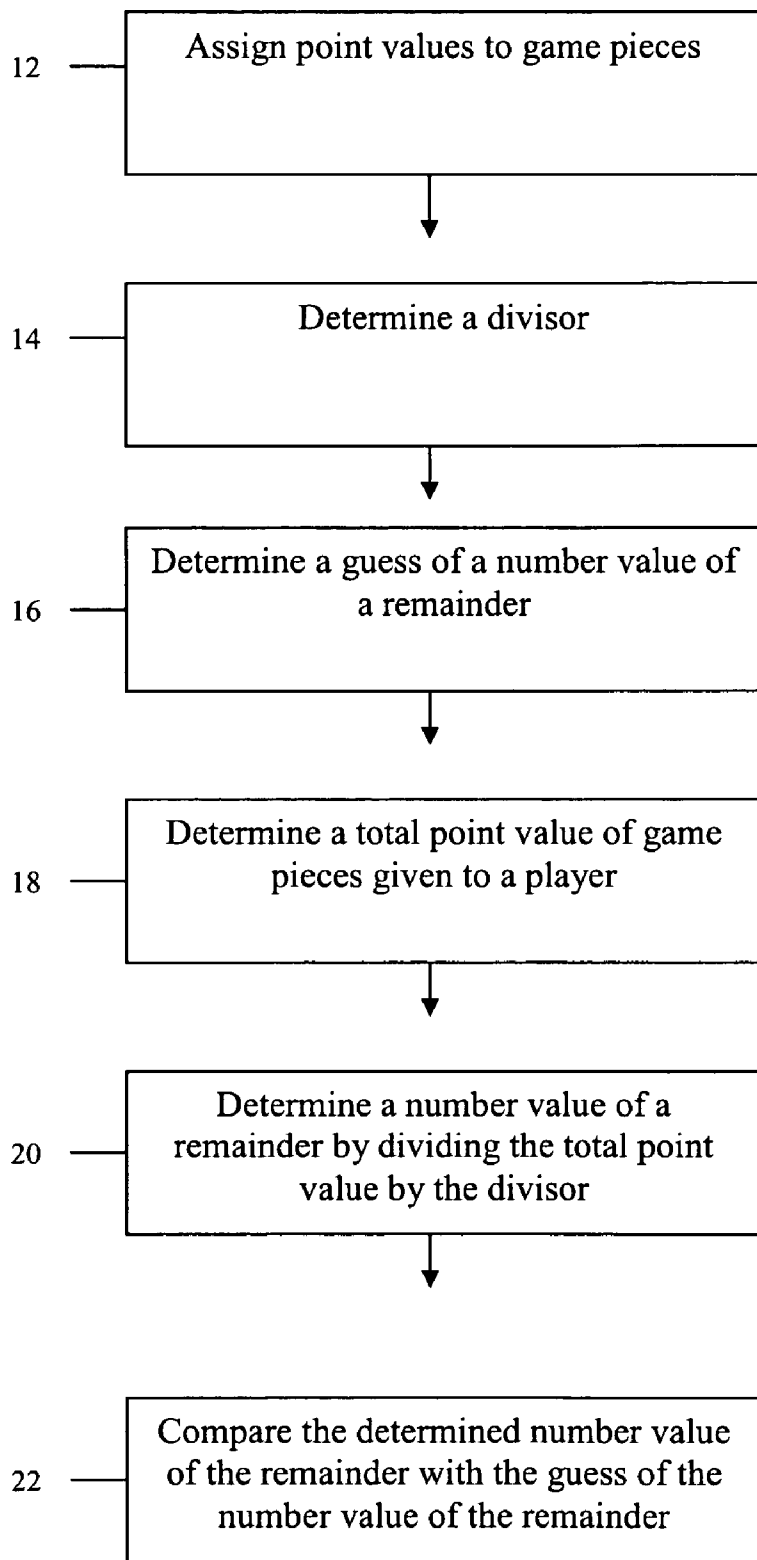 12
Assign point values to game pieces
14
Determine a divisor
16
Determine a guess of a number value of
a remainder
18
Determine a total point value of game
pieces given to a player
20
Determine a number value of a
remainder by dividing the total point
value by the divisor
22
Compare the determined number value
of the remainder with the guess of the
number value of the remainder